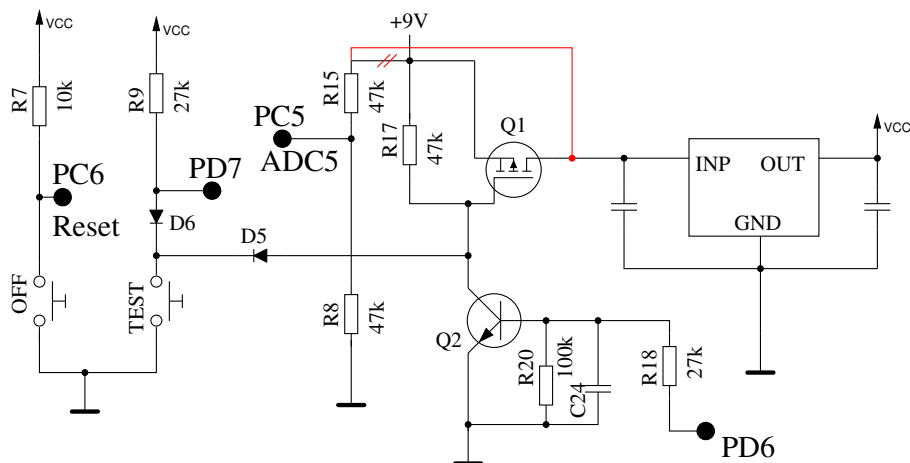 VCC
VCC
+9V
VCC
R7
10k
R9
27k
R15
47k
PC5
ADC5
R17
47k
Q1
INP
OUT
GND
PC6
Reset
PD7
D6
D5
OFF
TEST
R8
47k
Q2
R20
100k
C24
R18
27k
PD6